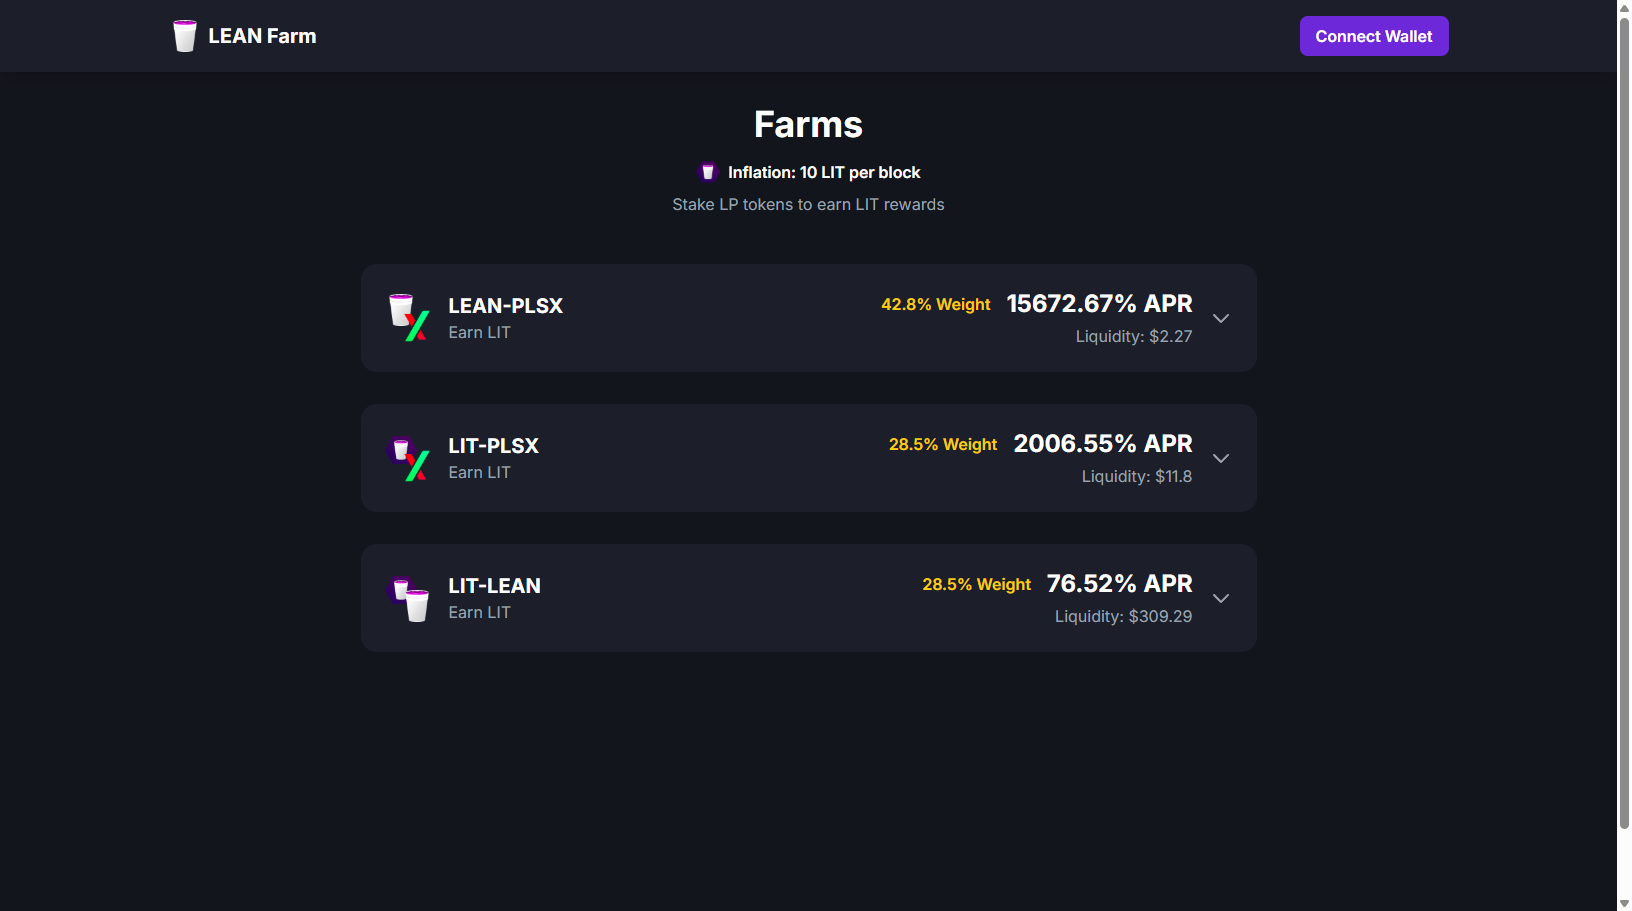 LEAN Farm
Connect Wallet
Farms
Inflation: 10 LIT per block
Stake LP tokens to earn LIT rewards
LEAN-PLSX
Earn LIT
42.8% Weight
15672.67% APR
Liquidity: $2.27
LIT-PLSX
Earn LIT
28.5% Weight
2006.55% APR
Liquidity: $11.8
LIT-LEAN
Earn LIT
28.5% Weight
76.52% APR
Liquidity: $309.29